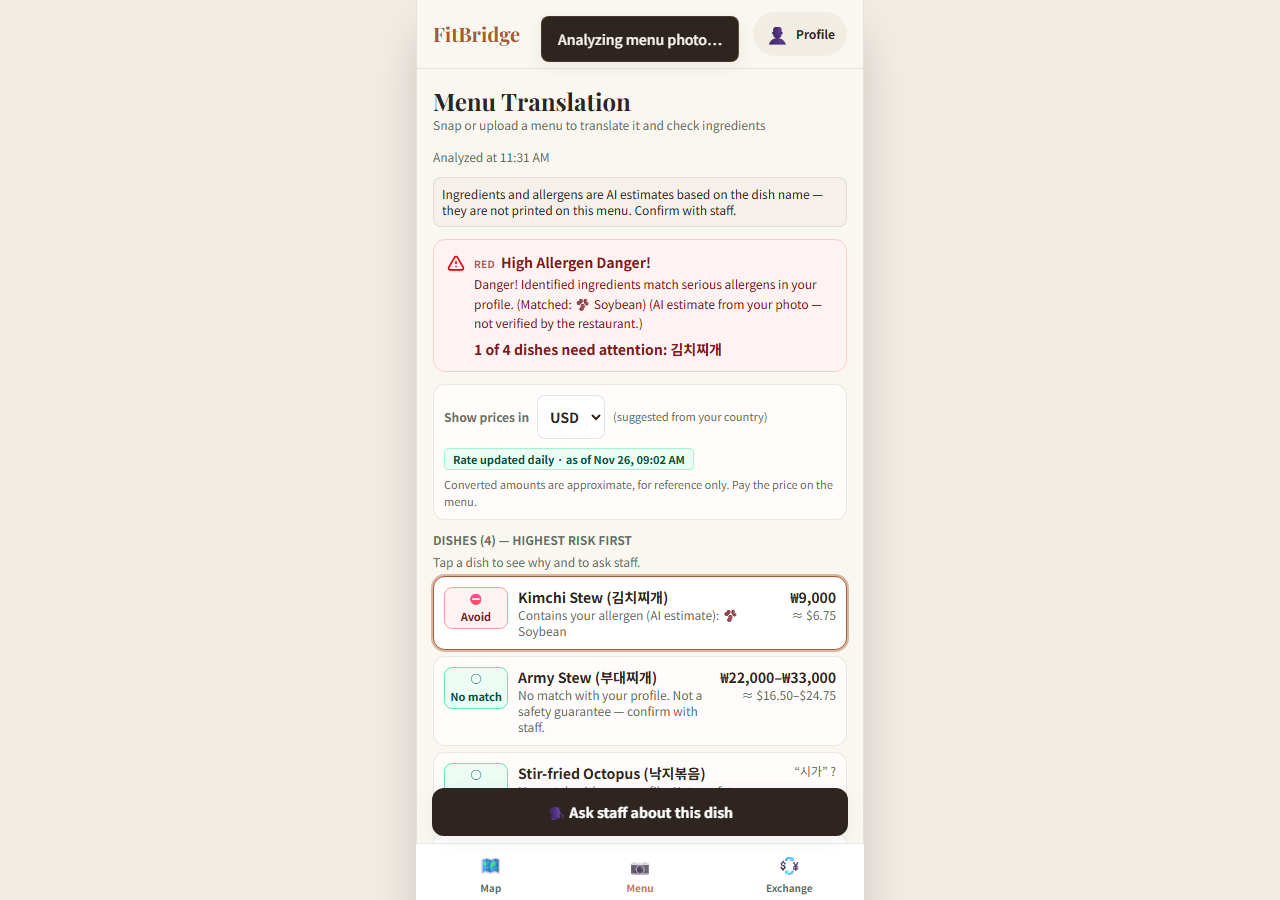 FitBridge
Analyzing menu photo…
Profile
Menu Translation
Snap or upload a menu to translate it and check ingredients
Analyzed at 11:31 AM
Ingredients and allergens are AI estimates based on the dish name —
they are not printed on this menu. Confirm with staff.
RED High Allergen Danger!
Danger! Identified ingredients match serious allergens in your
profile. (Matched: Soybean) (AI estimate from your photo —
not verified by the restaurant.)
1 of 4 dishes need attention: 김치찌개
Show prices in USD (suggested from your country)
Rate updated daily · as of Nov 26, 09:02 AM
Converted amounts are approximate, for reference only. Pay the price on the
menu.
DISHES (4) — HIGHEST RISK FIRST
Tap a dish to see why and to ask staff.
Avoid
Kimchi Stew (김치찌개)
Contains your allergen (AI estimate):
Soybean
₩9,000
≈ $6.75
No match
Army Stew (부대찌개)
No match with your profile. Not a
safety guarantee — confirm with
staff.
₩22,000–₩33,000
≈ $16.50–$24.75
Stir-fried Octopus (낙지볶음)
“시가” ?
Ask staff about this dish
Map
Menu
Exchange